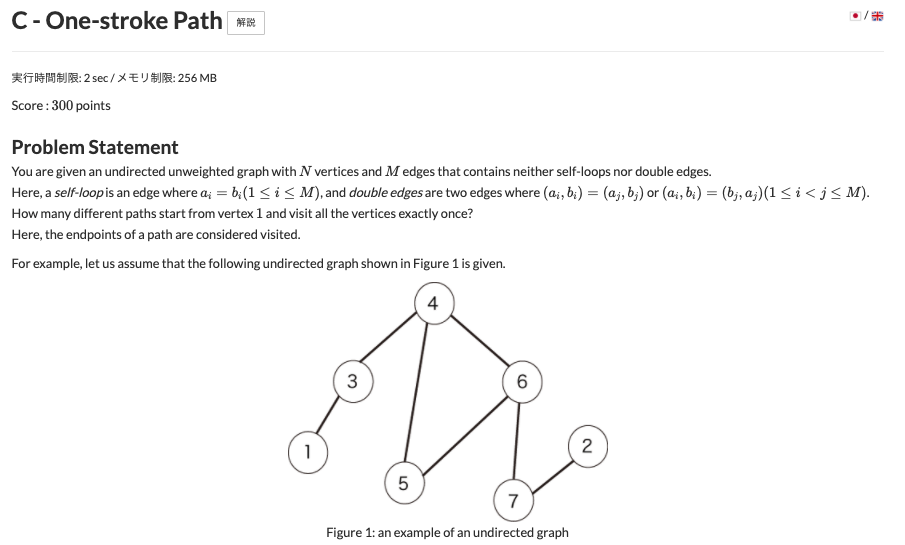 C - One-stroke Path 解説
/
実行時間制限: 2 sec / メモリ制限: 256 MB
Score : 300 points
Problem Statement
You are given an undirected unweighted graph with N vertices and M edges that contains neither self-loops nor double edges.
Here, a self-loop is an edge where a_i = b_i(1 ≤ i ≤ M), and double edges are two edges where (a_i, b_i) = (a_j, b_j) or (a_i, b_i) = (b_j, a_j)(1 ≤ i < j ≤ M).
How many different paths start from vertex 1 and visit all the vertices exactly once?
Here, the endpoints of a path are considered visited.
For example, let us assume that the following undirected graph shown in Figure 1 is given.
4
3
6
1
2
5
7
Figure 1: an example of an undirected graph